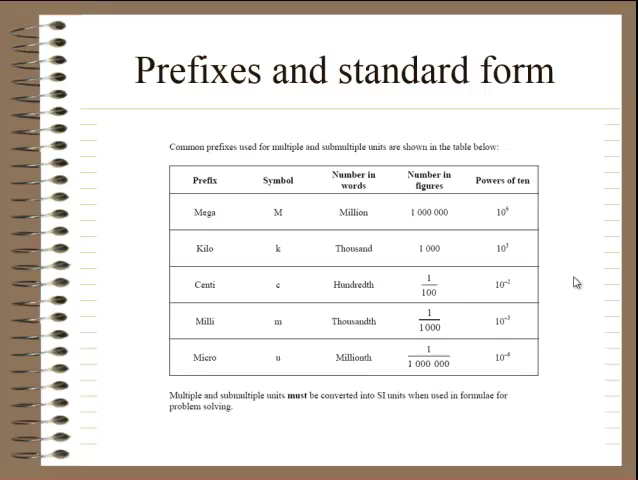 Prefixes and standard form
Common prefixes used for multiple and submultiple units are shown in the table below:
Prefix Symbol Number in words Number in figures Powers of ten
Mega M Million 1 000 000 10⁶
Kilo k Thousand 1 000 10³
Centi c Hundredth 1/100 10⁻²
Milli m Thousandth 1/1000 10⁻³
Micro u Millionth 1/1 000 000 10⁻⁶
Multiple and submultiple units must be converted into SI units when used in formulae for
problem solving.